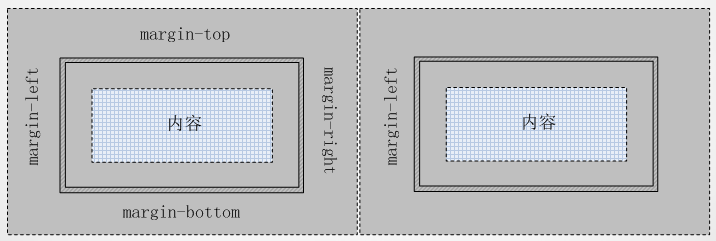 margin-top
margin-left
内容
margin-right
margin-bottom
margin-left
内容